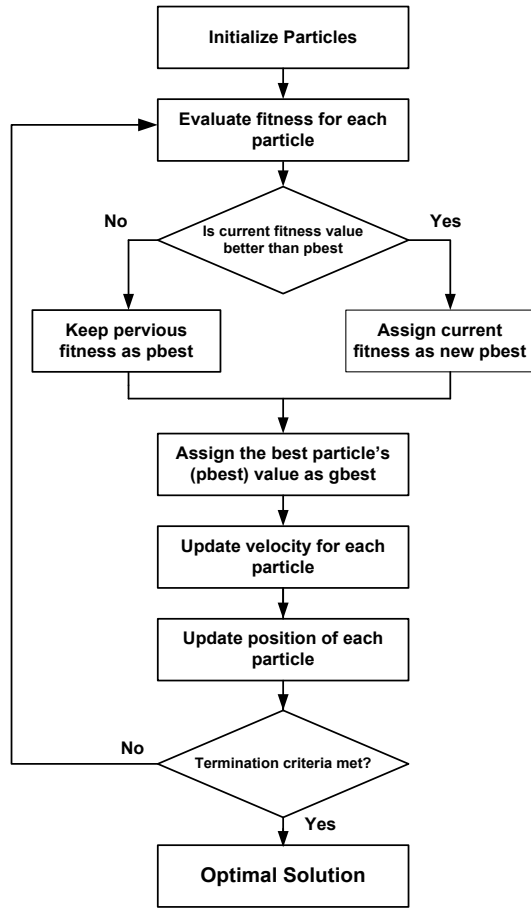 Initialize Particles
Evaluate fitness for each
particle
No
Yes
Is current fitness value
better than pbest
Keep pervious
fitness as pbest
Assign current
fitness as new pbest
Assign the best particle’s
(pbest) value as gbest
Update velocity for each
particle
Update position of each
particle
No
Termination criteria met?
Yes
Optimal Solution